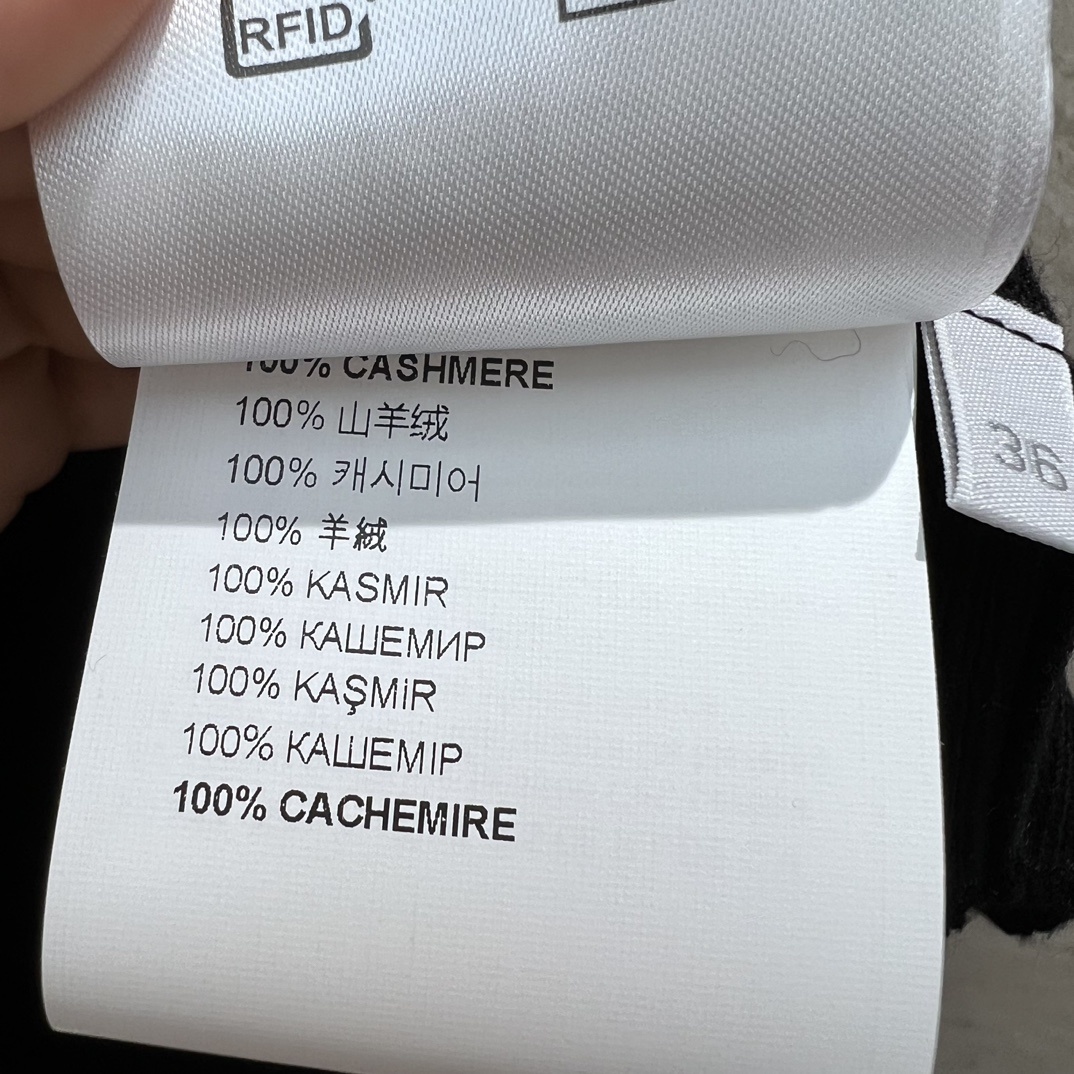 RFID
100% CASHMERE
100% 山羊绒
100% 캐시미어
100% 羊絨
100% KASMIR
100% КАШЕМИР
100% KAŞMİR
100% КАШЕМІР
100% CACHEMIRE
36